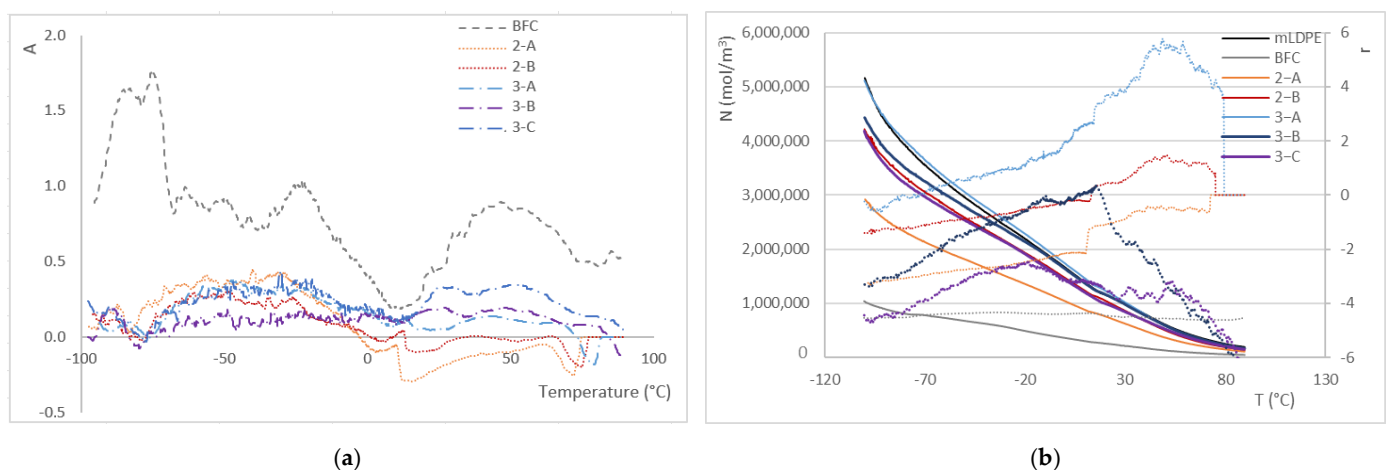 A
2.0
1.5
1.0
0.5
0.0
-0.5
-100
-50
0
50
100
Temperature (°C)
BFC
2-A
2-B
3-A
3-B
3-C
(a)
N (mol/m³)
6,000,000
5,000,000
4,000,000
3,000,000
2,000,000
1,000,000
0
-120
-70
-20
30
80
130
T (°C)
r
6
4
2
0
-2
-4
-6
mLDPE
BFC
2−A
2−B
3−A
3−B
3−C
(b)